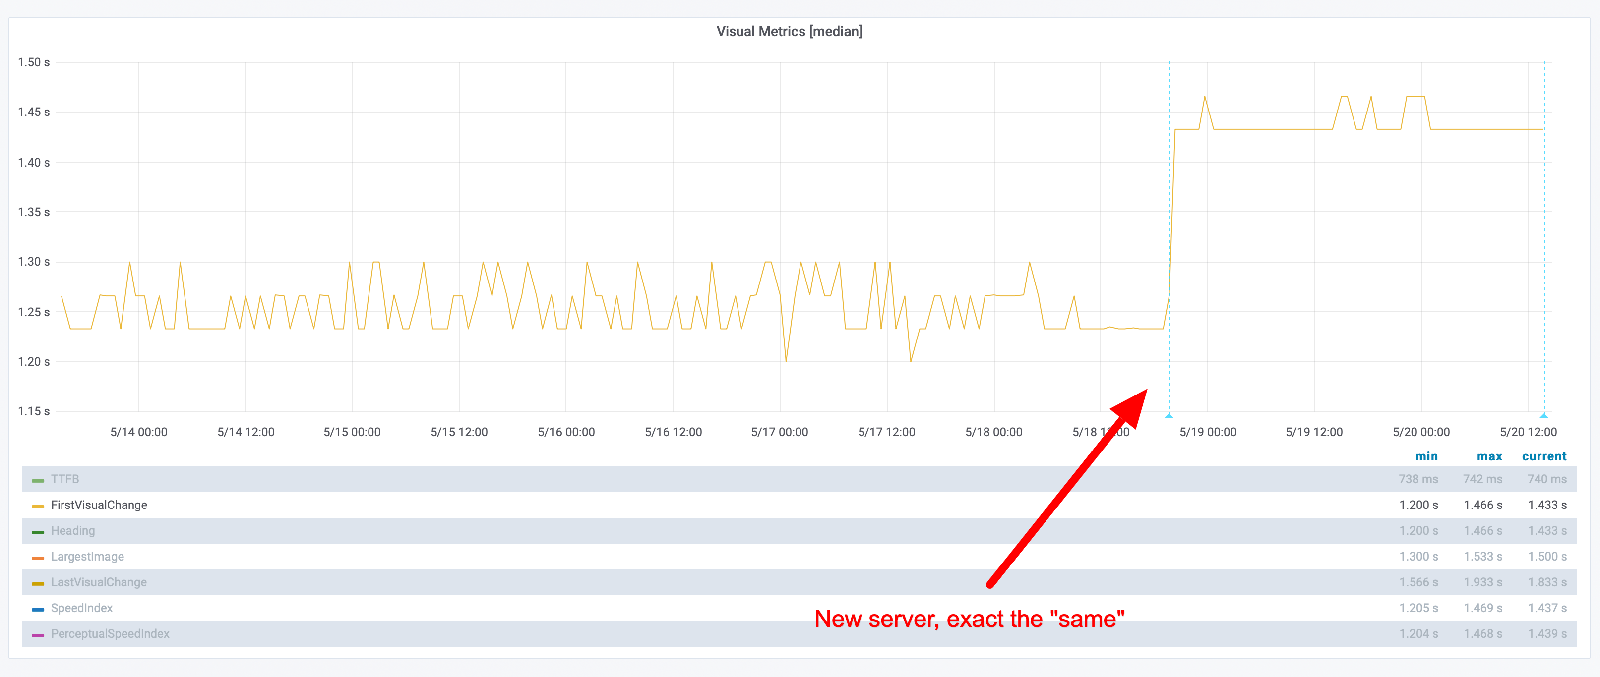 Visual Metrics [median]
1.50 s
1.45 s
1.40 s
1.35 s
1.30 s
1.25 s
1.20 s
1.15 s
5/14 00:00 5/14 12:00 5/15 00:00 5/15 12:00 5/16 00:00 5/16 12:00 5/17 00:00 5/17 12:00 5/18 00:00 5/18 12:00 5/19 00:00 5/19 12:00 5/20 00:00 5/20 12:00
min max current
TTFB 738 ms 742 ms 740 ms
FirstVisualChange 1.200 s 1.466 s 1.433 s
Heading 1.200 s 1.466 s 1.433 s
LargestImage 1.300 s 1.533 s 1.500 s
LastVisualChange 1.566 s 1.933 s 1.833 s
SpeedIndex 1.205 s 1.469 s 1.437 s
New server, exact the "same"
PerceptualSpeedIndex 1.204 s 1.468 s 1.439 s